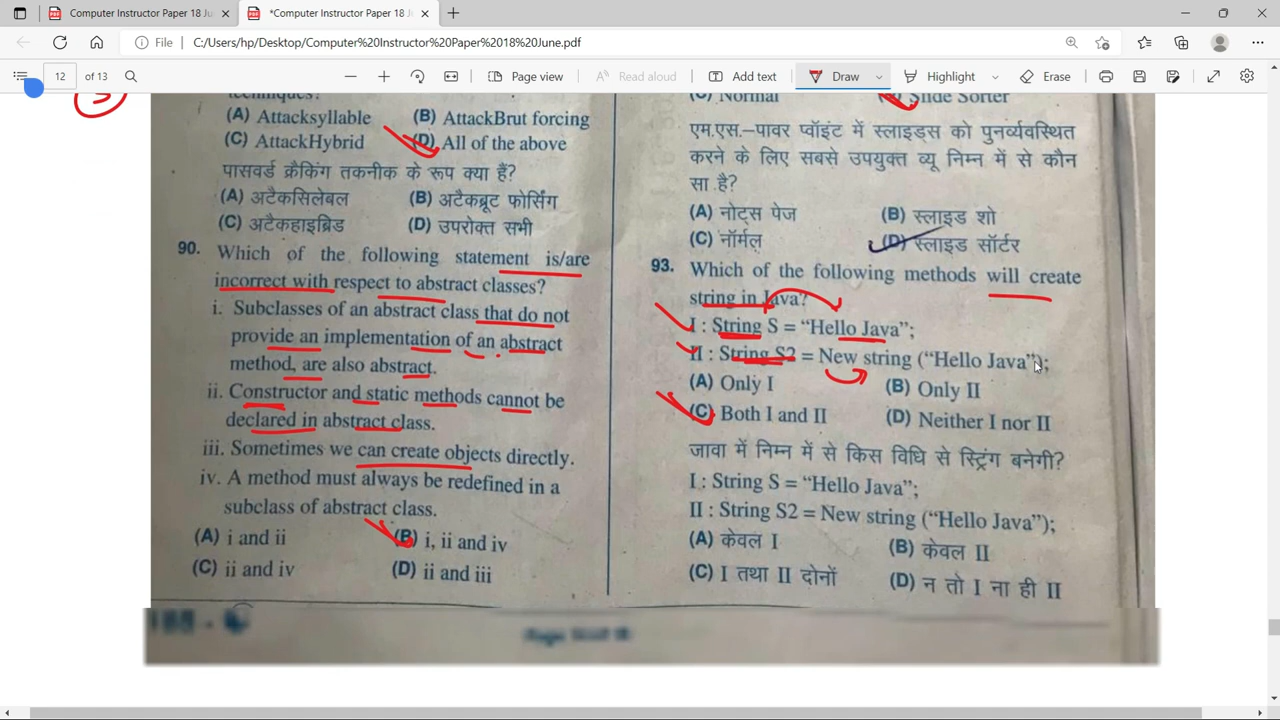 Computer Instructor Paper 18 Ju
*Computer Instructor Paper 18 J
File
C:/Users/hp/Desktop/Computer%20Instructor%20Paper%2018%20June.pdf
12 of 13
Page view
Read aloud
Add text
Draw
Highlight
Erase
3
techniques?
(A) Attacksyllable (B) AttackBrut forcing
(C) AttackHybrid (D) All of the above
पासवर्ड क्रैकिंग तकनीक के रूप क्या हैं?
(A) अटैकसिलेबल (B) अटैकब्रूट फोर्सिंग
(C) अटैकहाइब्रिड (D) उपरोक्त सभी
90. Which of the following statement is/are
incorrect with respect to abstract classes?
i. Subclasses of an abstract class that do not
provide an implementation of an abstract
method, are also abstract.
ii. Constructor and static methods cannot be
declared in abstract class.
iii. Sometimes we can create objects directly.
iv. A method must always be redefined in a
subclass of abstract class.
(A) i and ii (B) i, ii and iv
(C) ii and iv (D) ii and iii
(C) Normal (D) Slide Sorter
एम.एस.–पावर प्वॉइंट में स्लाइड्स को पुनर्व्यवस्थित
करने के लिए सबसे उपयुक्त व्यू निम्न में से कौन
सा है?
(A) नोट्स पेज (B) स्लाइड शो
(C) नॉर्मल (D) स्लाइड सॉर्टर
93. Which of the following methods will create
string in Java?
I : String S = “Hello Java”;
II : String S2 = New string (“Hello Java”);
(A) Only I (B) Only II
(C) Both I and II (D) Neither I nor II
जावा में निम्न में से किस विधि से स्ट्रिंग बनेगी?
I : String S = “Hello Java”;
II : String S2 = New string (“Hello Java”);
(A) केवल I (B) केवल II
(C) I तथा II दोनों (D) न तो I ना ही II